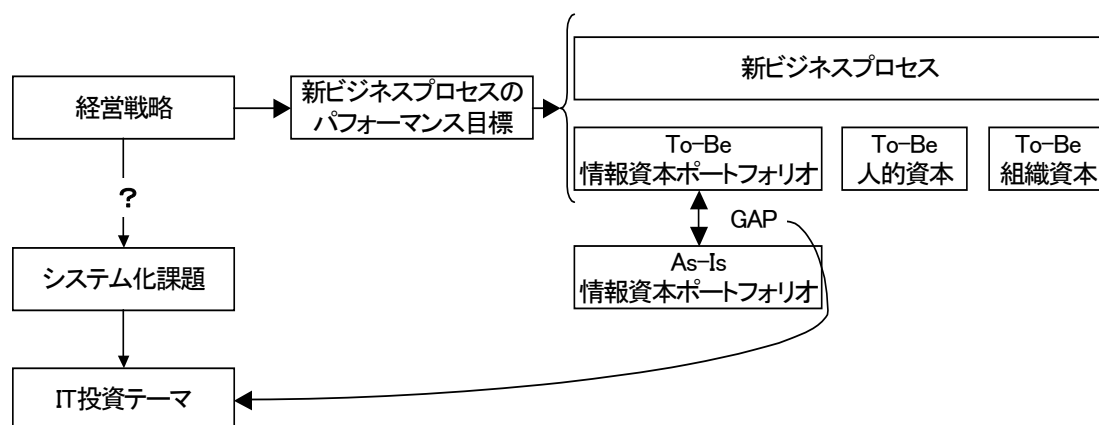 新ビジネスプロセス
経営戦略
新ビジネスプロセスの
パフォーマンス目標
To-Be
情報資本ポートフォリオ
To-Be
人的資本
To-Be
組織資本
?
GAP
システム化課題
As-Is
情報資本ポートフォリオ
IT投資テーマ